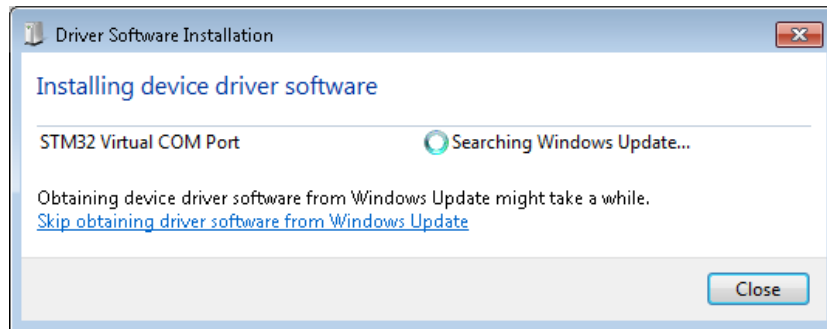 Driver Software Installation
Installing device driver software
STM32 Virtual COM Port Searching Windows Update...
Obtaining device driver software from Windows Update might take a while.
Skip obtaining driver software from Windows Update
Close